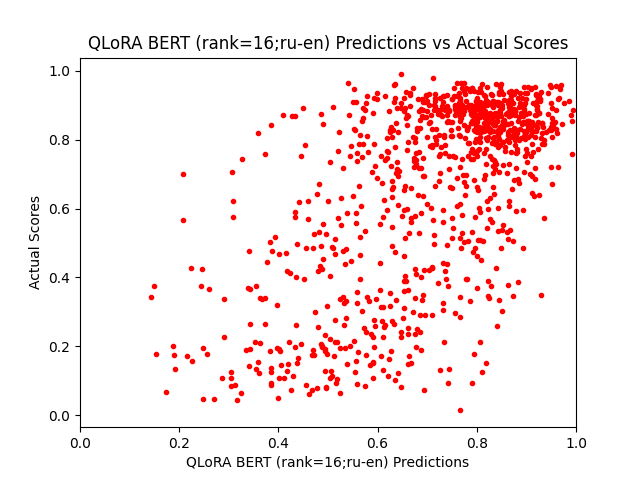 QLoRA BERT (rank=16;ru-en) Predictions vs Actual Scores
1.0
0.8
0.6
0.4
0.2
0.0
Actual Scores
0.0 0.2 0.4 0.6 0.8 1.0
QLoRA BERT (rank=16;ru-en) Predictions